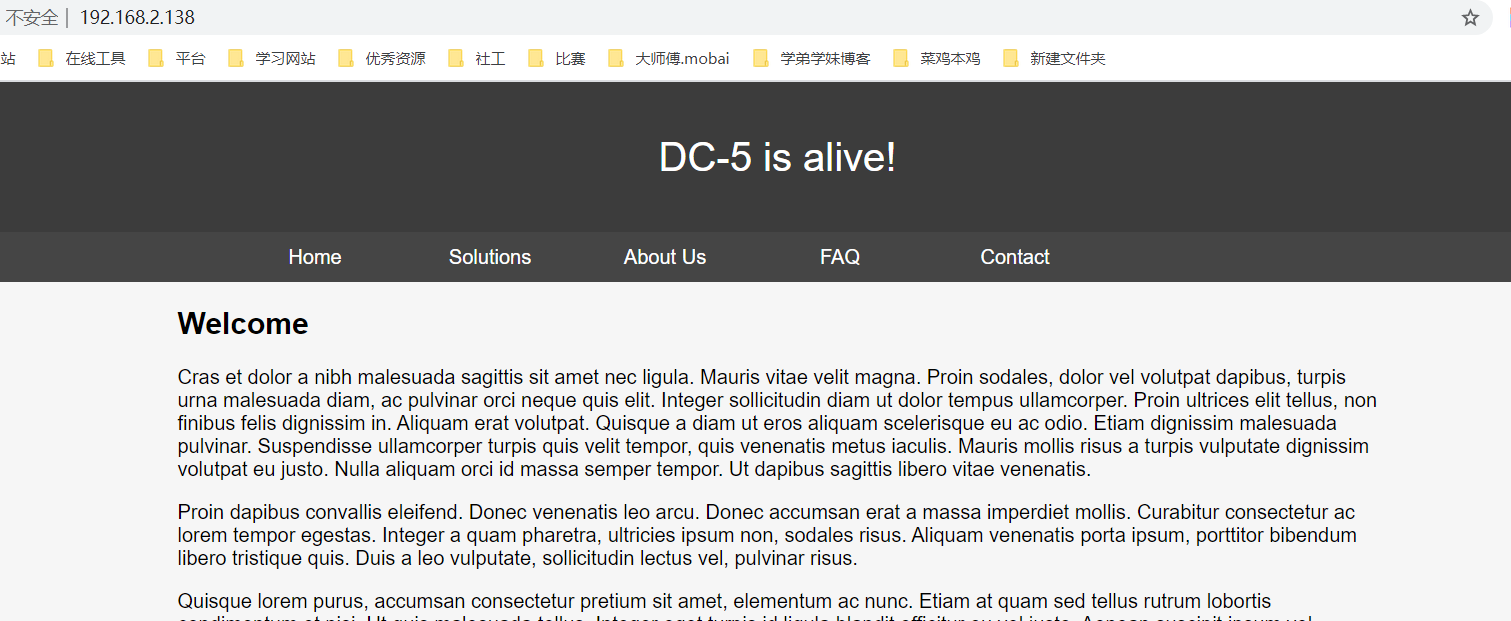 不安全 | 192.168.2.138
站 在线工具 平台 学习网站 优秀资源 社工 比赛 大师傅.mobai 学弟学妹博客 菜鸡本鸡 新建文件夹
DC-5 is alive!
Home Solutions About Us FAQ Contact
Welcome
Cras et dolor a nibh malesuada sagittis sit amet nec ligula. Mauris vitae velit magna. Proin sodales, dolor vel volutpat dapibus, turpis
urna malesuada diam, ac pulvinar orci neque quis elit. Integer sollicitudin diam ut dolor tempus ullamcorper. Proin ultrices elit tellus, non
finibus felis dignissim in. Aliquam erat volutpat. Quisque a diam ut eros aliquam scelerisque eu ac odio. Etiam dignissim malesuada
pulvinar. Suspendisse ullamcorper turpis quis velit tempor, quis venenatis metus iaculis. Mauris mollis risus a turpis vulputate dignissim
volutpat eu justo. Nulla aliquam orci id massa semper tempor. Ut dapibus sagittis libero vitae venenatis.
Proin dapibus convallis eleifend. Donec venenatis leo arcu. Donec accumsan erat a massa imperdiet mollis. Curabitur consectetur ac
lorem tempor egestas. Integer a quam pharetra, ultricies ipsum non, sodales risus. Aliquam venenatis porta ipsum, porttitor bibendum
libero tristique quis. Duis a leo vulputate, sollicitudin lectus vel, pulvinar risus.
Quisque lorem purus, accumsan consectetur pretium sit amet, elementum ac nunc. Etiam at quam sed tellus rutrum lobortis